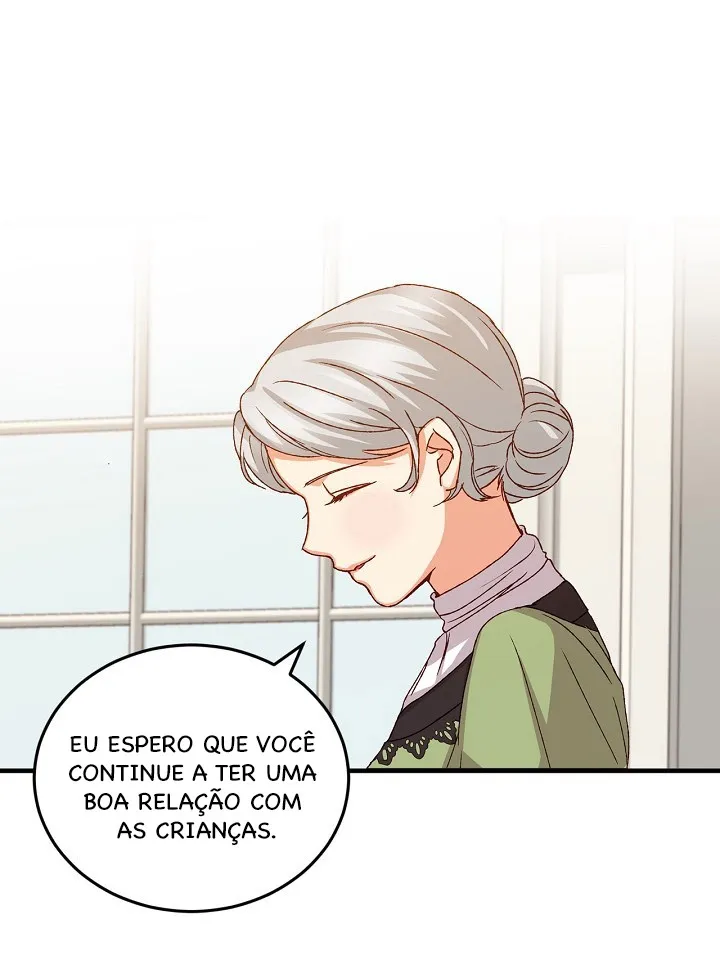 EU ESPERO QUE VOCÊ
CONTINUE A TER UMA
BOA RELAÇÃO COM
AS CRIANÇAS.